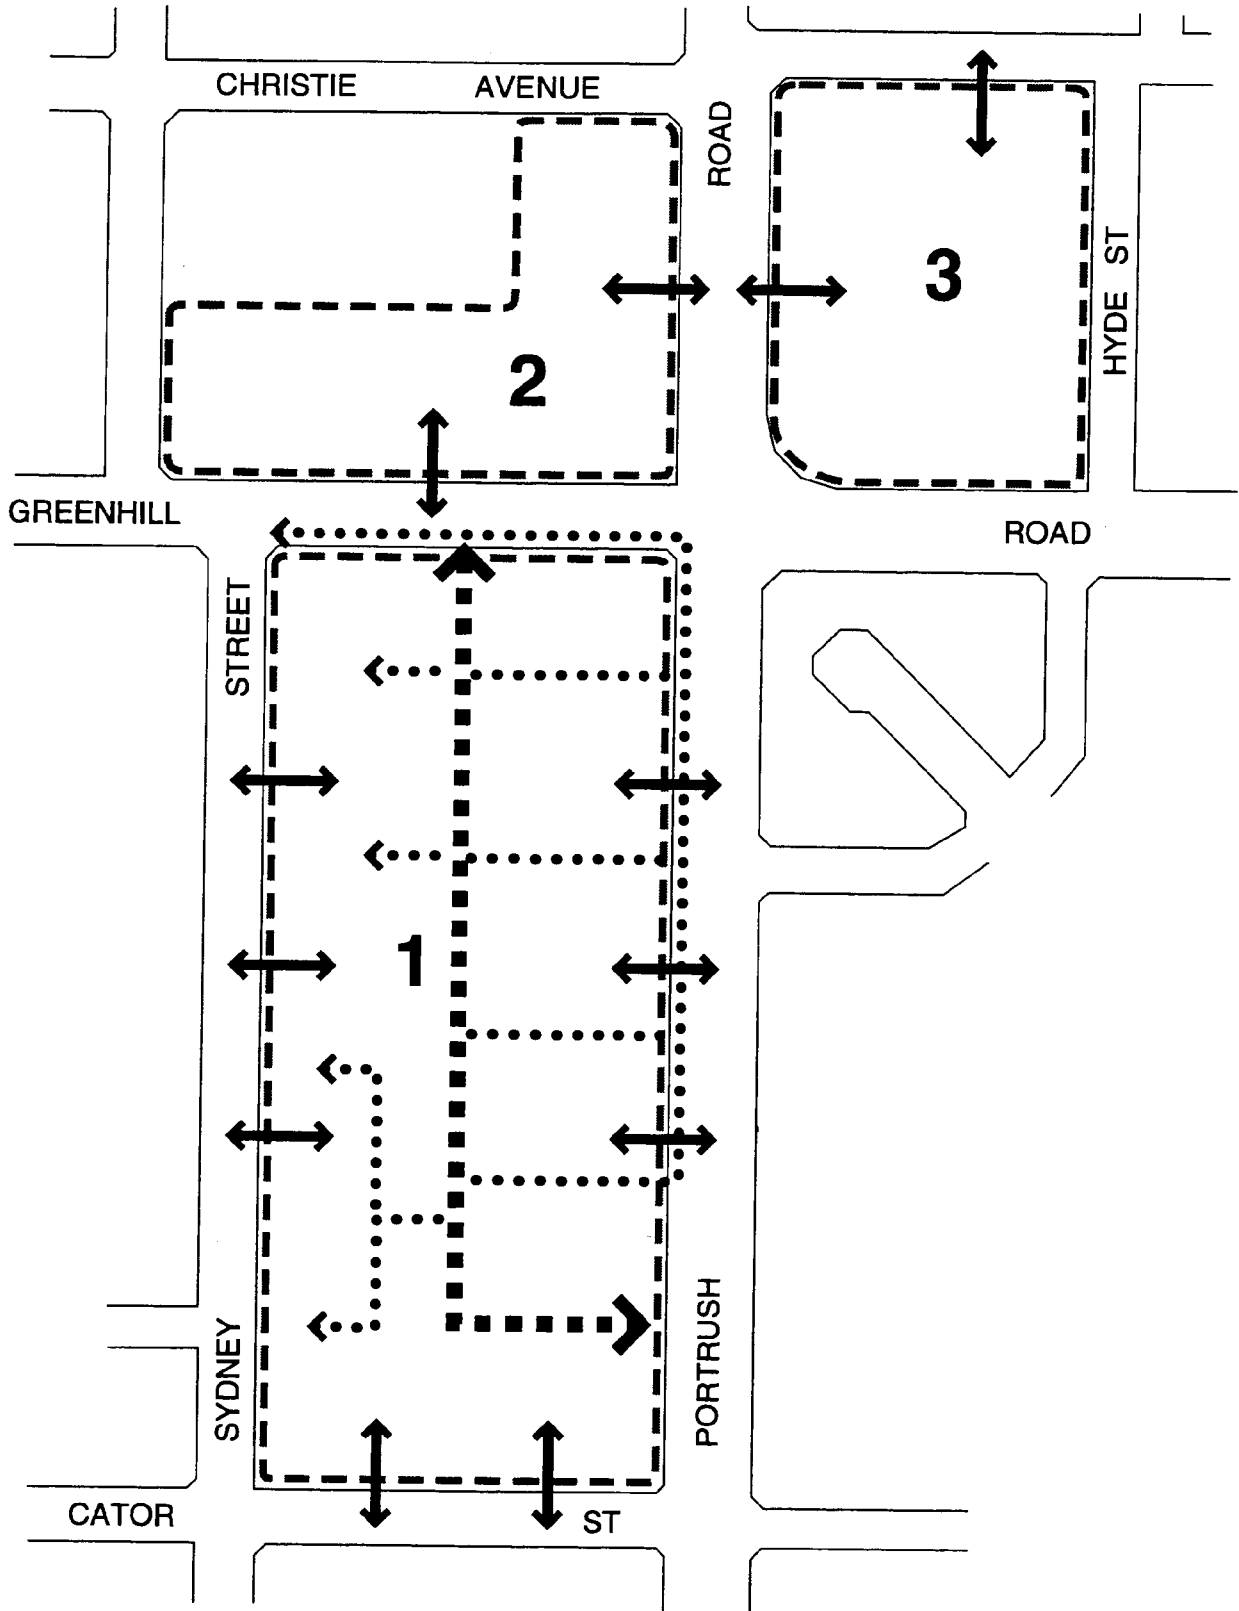 CHRISTIE AVENUE
ROAD
3
HYDE ST
2
GREENHILL ROAD
STREET
1
SYDNEY
PORTRUSH
CATOR ST